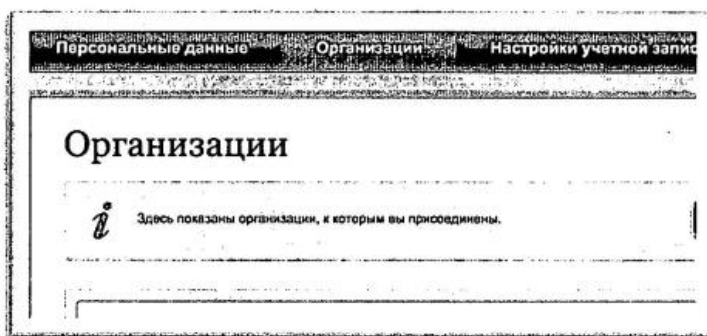 Персональные данные Организации Настройки учетной запис
Организации
Здесь показаны организации, к которым вы присоединены.